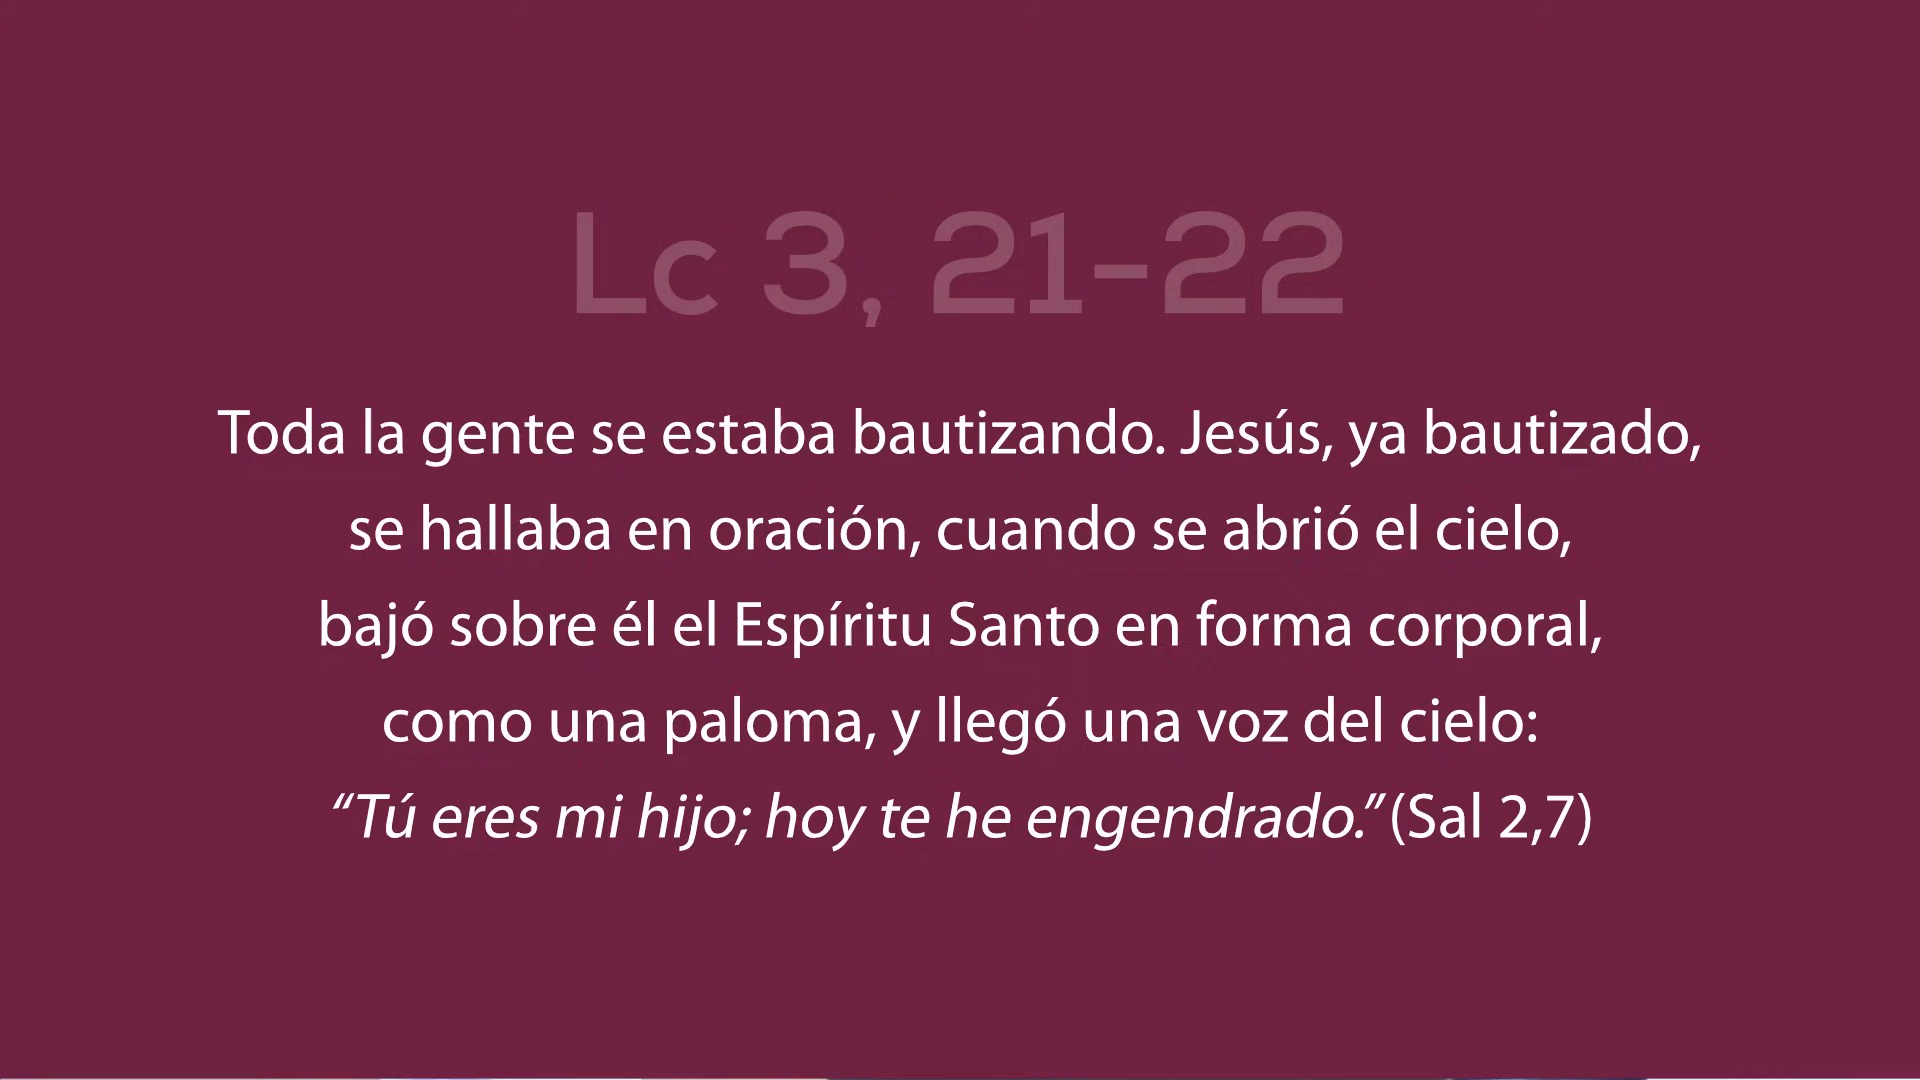 Lc 3, 21-22
Toda la gente se estaba bautizando. Jesús, ya bautizado,
se hallaba en oración, cuando se abrió el cielo,
bajó sobre él el Espíritu Santo en forma corporal,
como una paloma, y llegó una voz del cielo:
“Tú eres mi hijo; hoy te he engendrado.” (Sal 2,7)